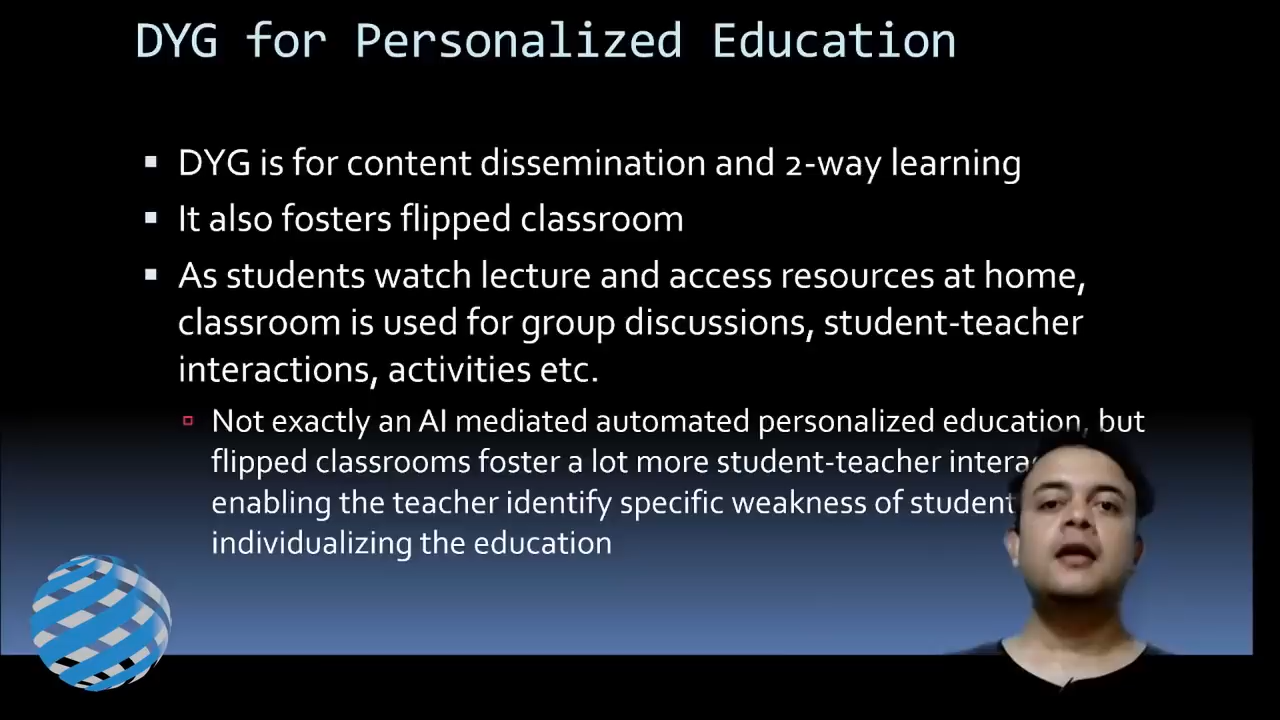 DYG for Personalized Education
DYG is for content dissemination and 2-way learning
It also fosters flipped classroom
As students watch lecture and access resources at home,
classroom is used for group discussions, student-teacher
interactions, activities etc.
Not exactly an AI mediated automated personalized education, but
flipped classrooms foster a lot more student-teacher
enabling the teacher identify specific weakness of
individualizing the education